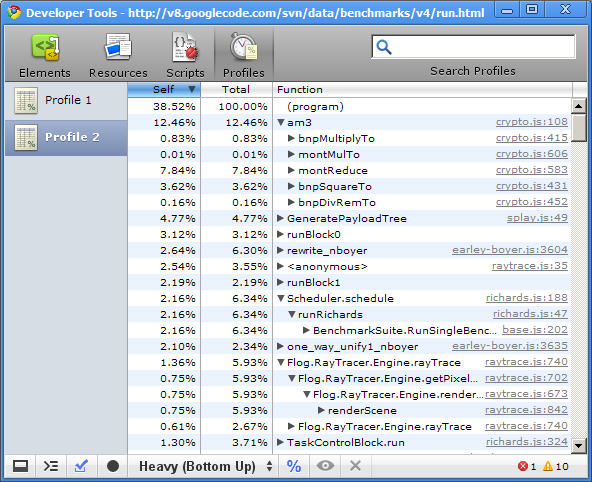 Developer Tools - http://v8.googlecode.com/svn/data/benchmarks/v4/run.html
Elements Resources Scripts Profiles Search Profiles
Profile 1
Profile 2
Self Total Function
38.52% 100.00% (program)
12.46% 12.46% am3 crypto.js:108
0.83% 0.83% bnpMultiplyTo crypto.js:415
0.01% 0.01% montMulTo crypto.js:606
7.84% 7.84% montReduce crypto.js:583
3.62% 3.62% bnpSquareTo crypto.js:431
0.16% 0.16% bnpDivRemTo crypto.js:452
4.77% 4.77% GeneratePayloadTree splay.js:49
3.12% 3.12% runBlock0
2.64% 6.30% rewrite_nboyer earley-boyer.js:3604
2.54% 3.55% <anonymous> raytrace.js:35
2.19% 2.19% runBlock1
2.16% 6.34% Scheduler.schedule richards.js:188
2.16% 6.34% runRichards richards.js:47
2.16% 6.34% BenchmarkSuite.RunSingleBenc... base.js:202
2.10% 2.34% one_way_unify1_nboyer earley-boyer.js:3635
1.36% 5.93% Flog.RayTracer.Engine.rayTrace raytrace.js:740
0.75% 5.93% Flog.RayTracer.Engine.getPixel... raytrace.js:702
0.75% 5.93% Flog.RayTracer.Engine.render... raytrace.js:673
0.75% 5.93% renderScene raytrace.js:842
0.61% 2.67% Flog.RayTracer.Engine.rayTrace raytrace.js:740
1.30% 3.71% TaskControlBlock.run richards.js:324
Heavy (Bottom Up) % 1 10